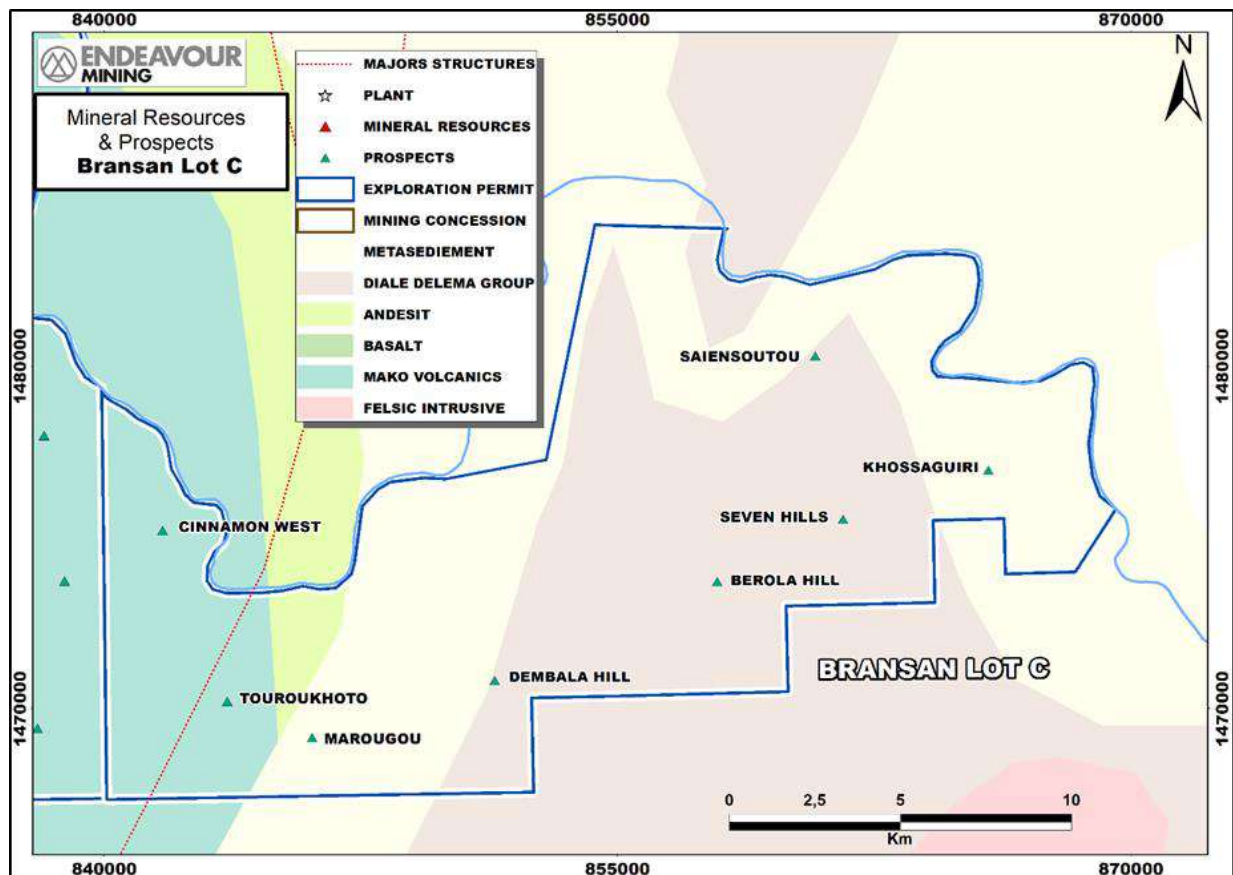 840000
855000
870000
ENDEAVOUR
MINING
Mineral Resources
& Prospects
Bransan Lot C
MAJORS STRUCTURES
PLANT
MINERAL RESOURCES
PROSPECTS
EXPLORATION PERMIT
MINING CONCESSION
METASEDIEMENT
DIALE DELEMA GROUP
ANDESIT
BASALT
MAKO VOLCANICS
FELSIC INTRUSIVE
N
1480000
1480000
SAIENSOUTOU
KHOSSAGUIRI
SEVEN HILLS
CINNAMON WEST
BEROLA HILL
BRANSAN LOT C
DEMBALA HILL
TOUROUKHOTO
MAROUGOU
1470000
1470000
0
2,5
5
10
Km
840000
855000
870000